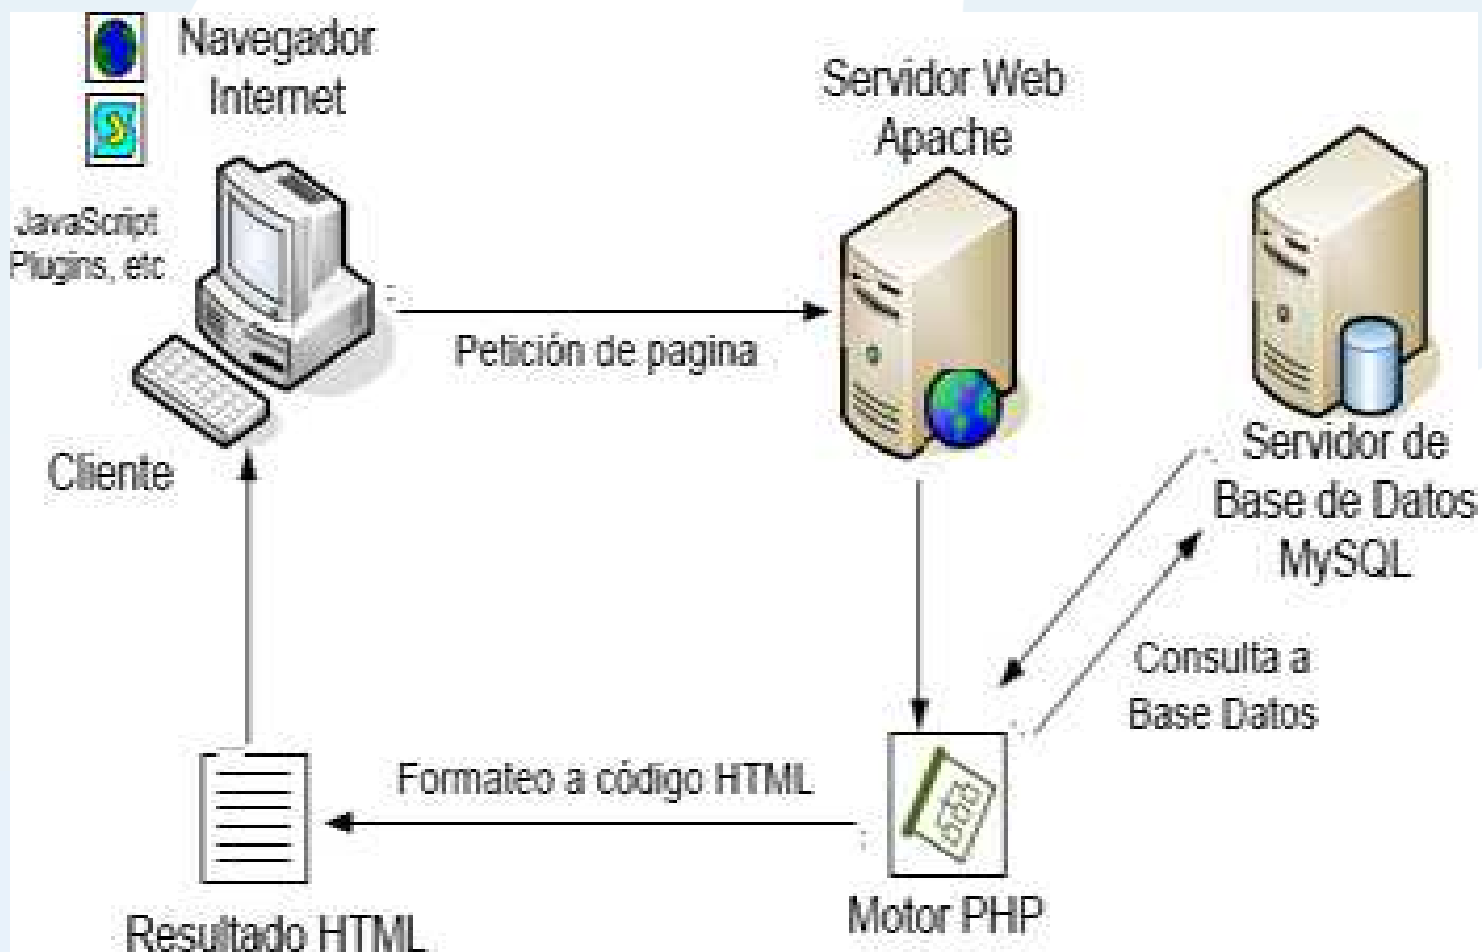 Navegador
Internet
JavaScript
Plugins, etc
Cliente
Servidor Web
Apache
Petición de pagina
Servidor de
Base de Datos
MySQL
Consulta a
Base Datos
Formateo a código HTML
Motor PHP
Resultado HTML